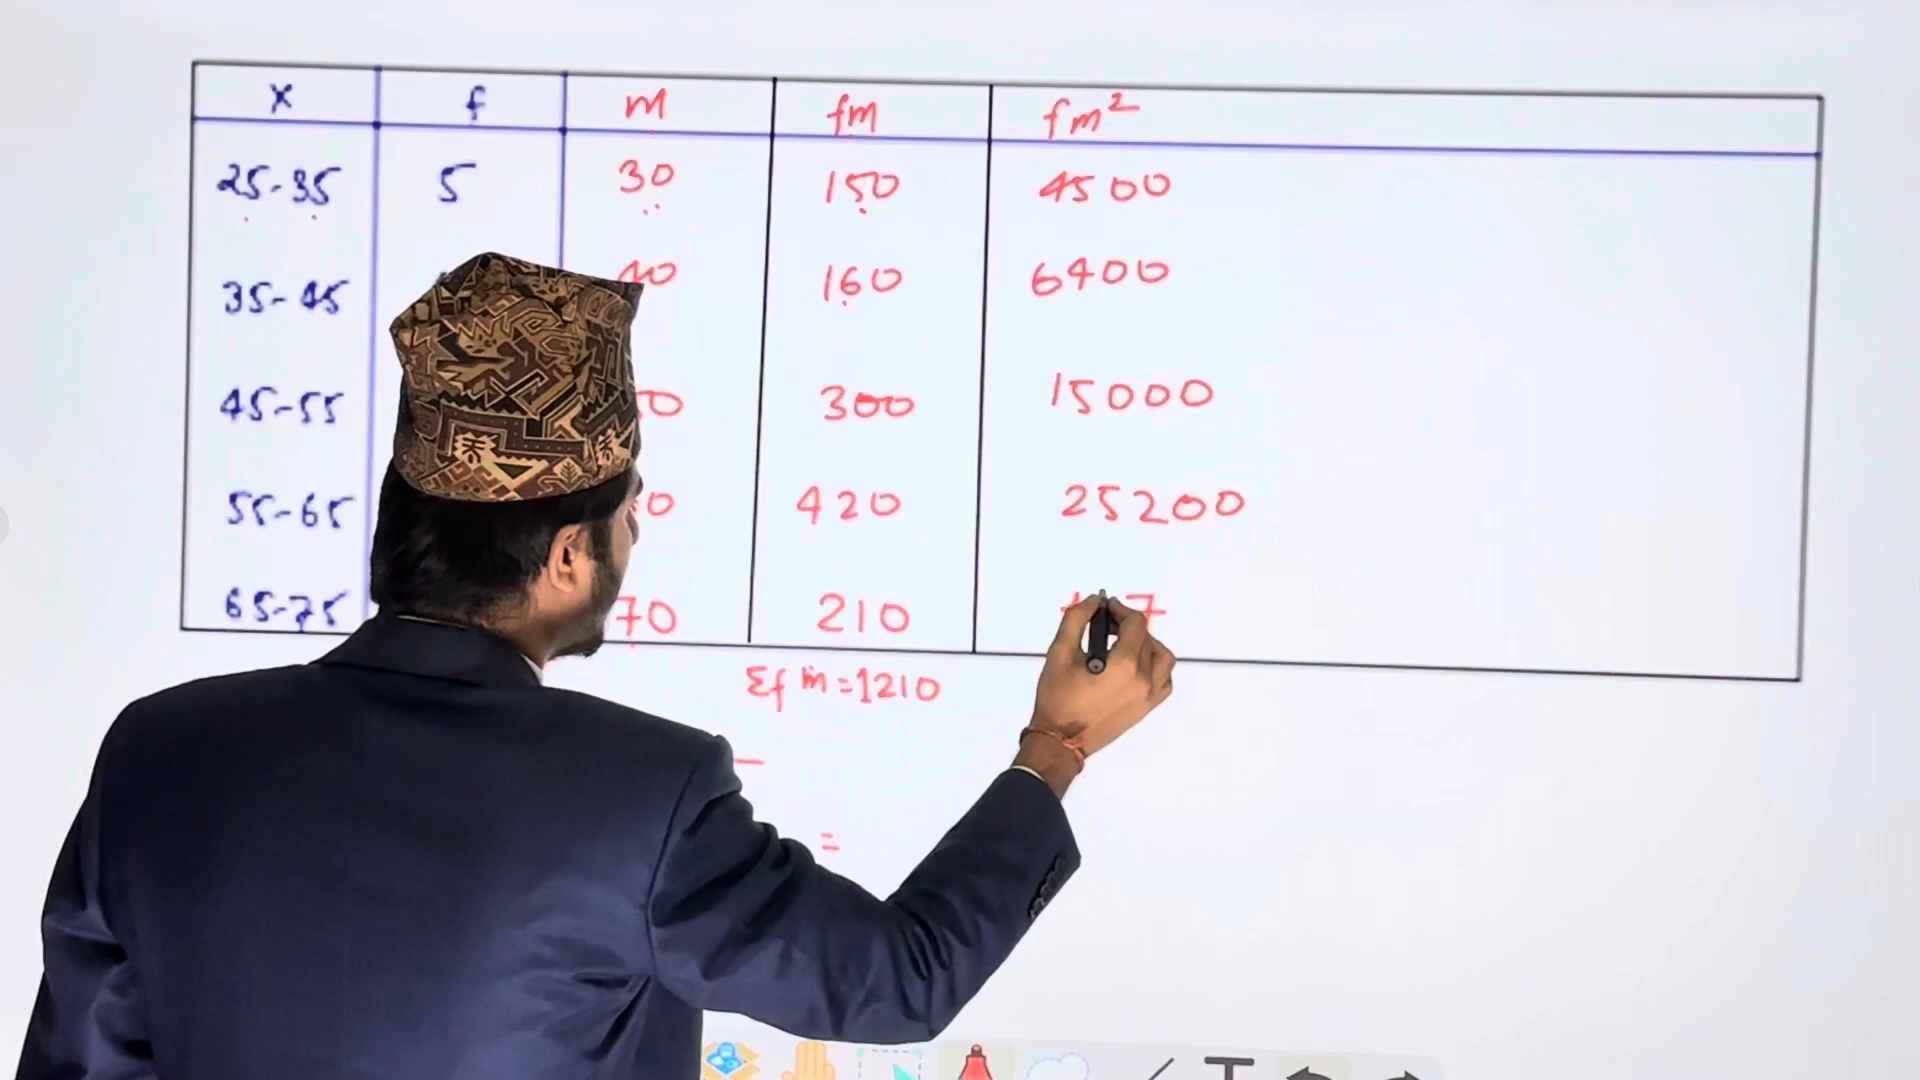 x f m fm fm²
25-35 5 30 150 4500
35-45 40 160 6400
45-55 300 15000
55-65 420 25200
65-75 70 210
Σfm=1210
=